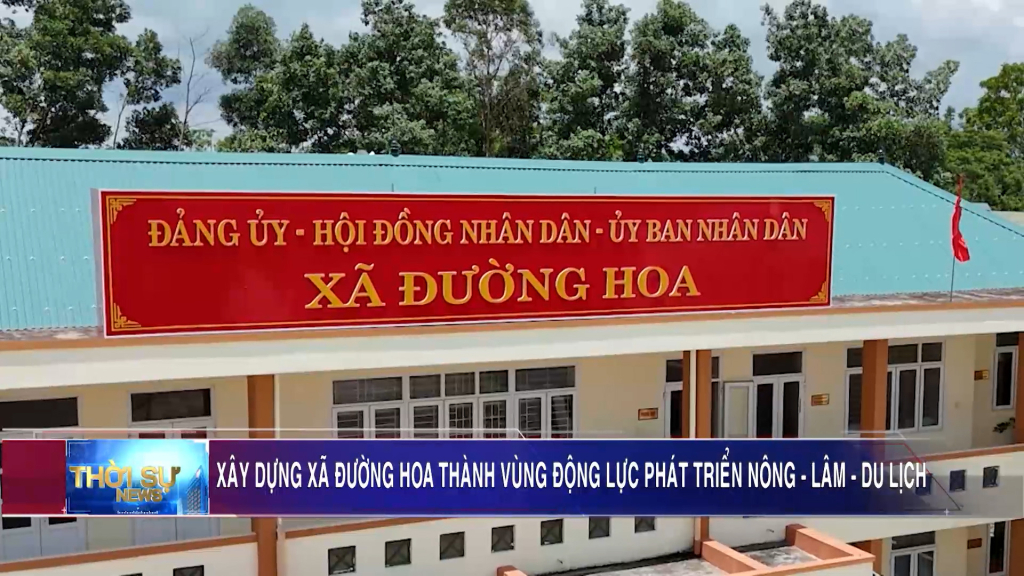 ĐẢNG ỦY - HỘI ĐỒNG NHÂN DÂN - ỦY BAN NHÂN DÂN
XÃ ĐƯỜNG HOA
THỜI SỰ
NEWS
XÂY DỰNG XÃ ĐƯỜNG HOA THÀNH VÙNG ĐỘNG LỰC PHÁT TRIỂN NÔNG - LÂM - DU LỊCH